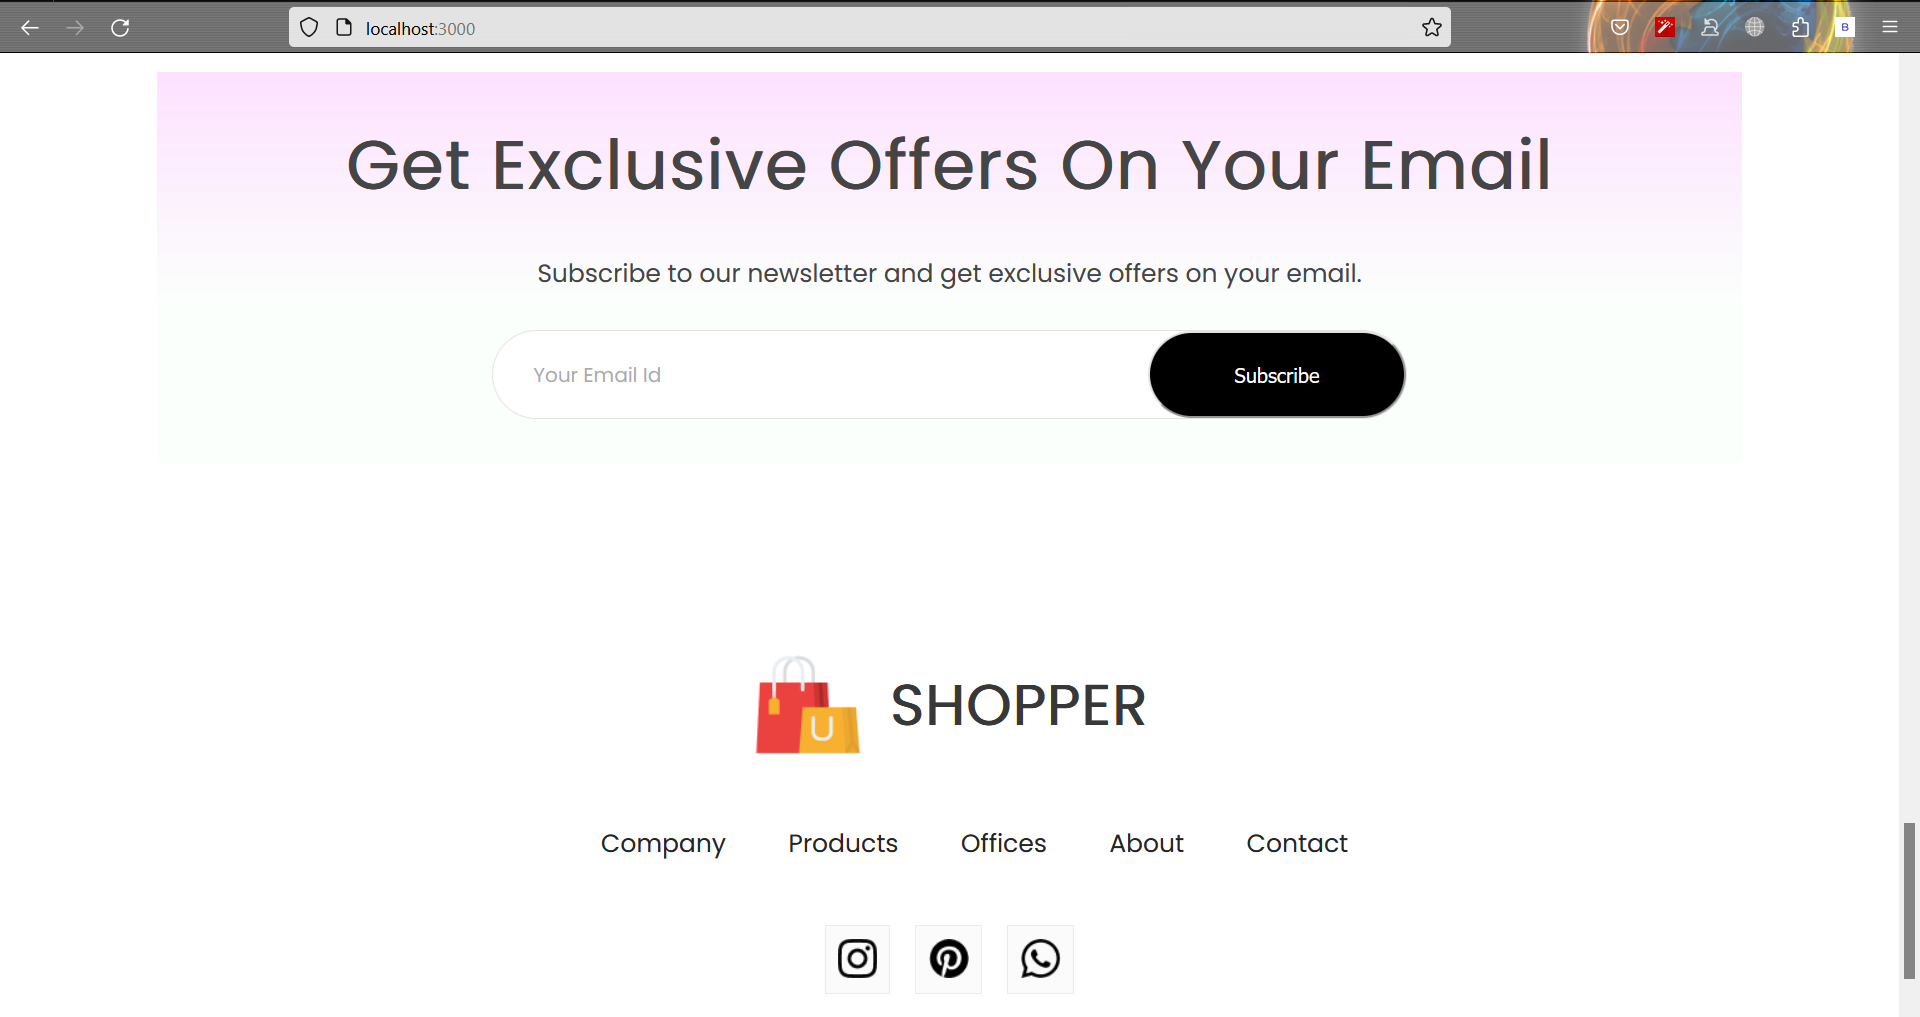 localhost:3000
B
Get Exclusive Offers On Your Email
Subscribe to our newsletter and get exclusive offers on your email.
Your Email Id
Subscribe
U
SHOPPER
Company Products Offices About Contact